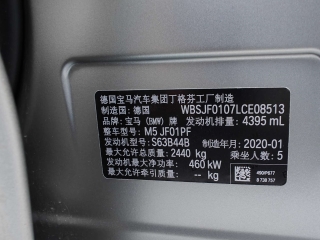 德国宝马汽车集团丁格芬工厂制造
制造国: 德国 WBSJF0107LCE08513
品牌: 宝马 (BMW) 牌 发动机排量: 4395 mL
整车型号: M5 JF01PF
发动机型号: S63B44B 制造年月: 2020-01
最大允许总质量: 2440 kg 乘坐人数: 5
发动机最大净功率: 460 kW
最大允许牵引质量: -- kg